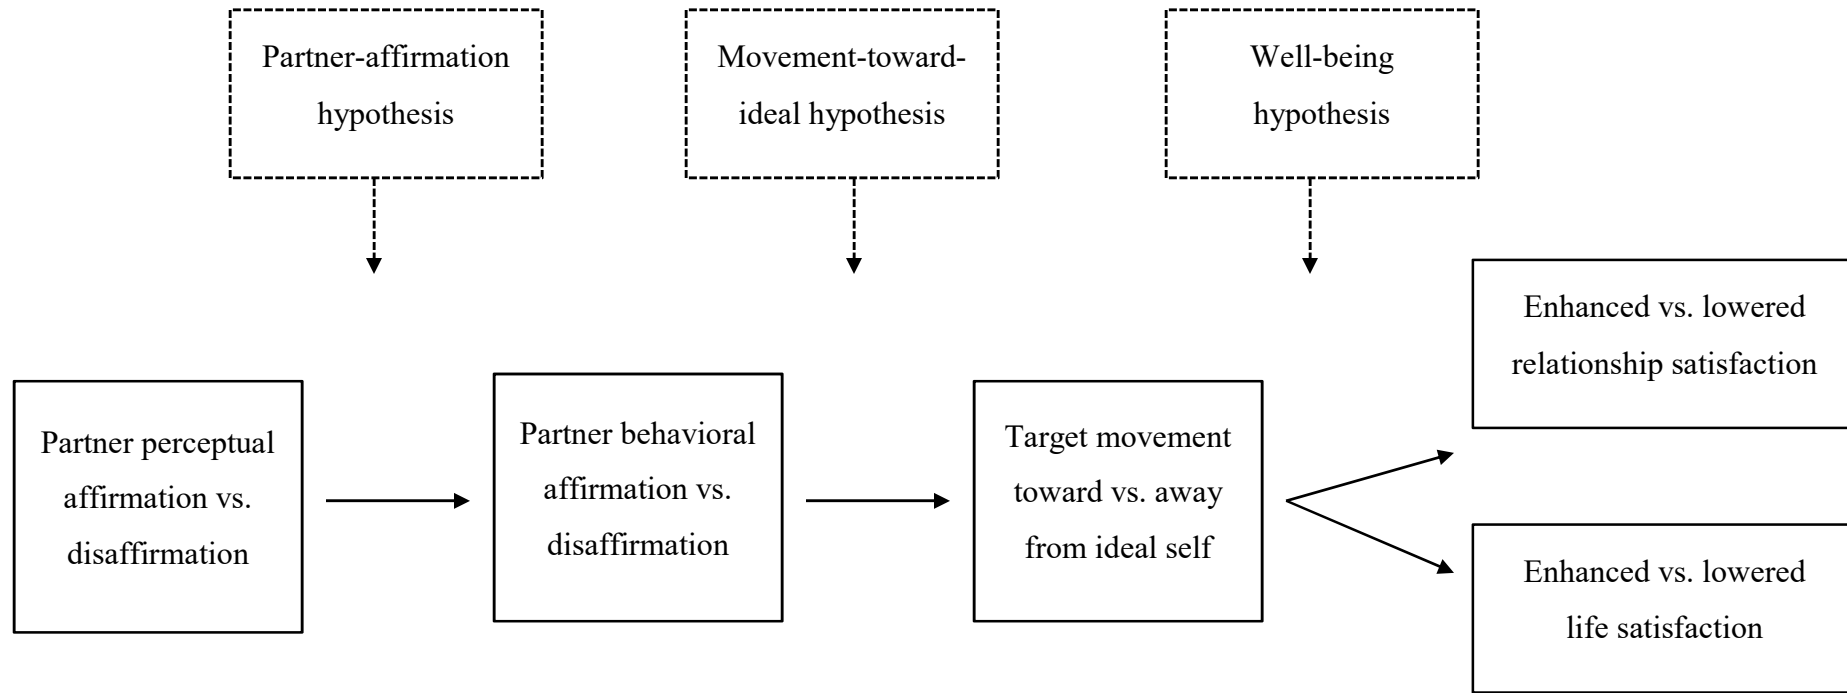 Partner-affirmation
hypothesis
Movement-toward-
ideal hypothesis
Well-being
hypothesis
Partner perceptual
affirmation vs.
disaffirmation
Partner behavioral
affirmation vs.
disaffirmation
Target movement
toward vs. away
from ideal self
Enhanced vs. lowered
relationship satisfaction
Enhanced vs. lowered
life satisfaction